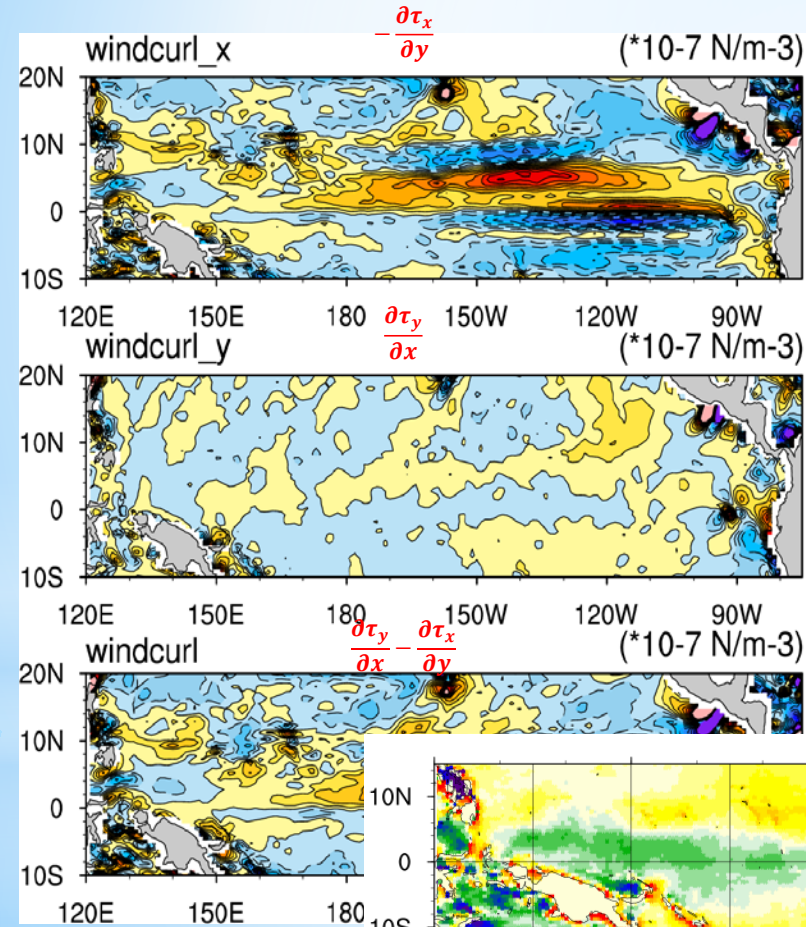 −∂τx/∂y
windcurl_x (*10-7 N/m-3)
20N
10N
0
10S
120E 150E 180 150W 120W 90W
∂τy/∂x
windcurl_y (*10-7 N/m-3)
20N
10N
0
10S
120E 150E 180 150W 120W 90W
∂τy/∂x − ∂τx/∂y
windcurl (*10-7 N/m-3)
20N
10N
0
10S
120E 150E 180
10N
0
10S